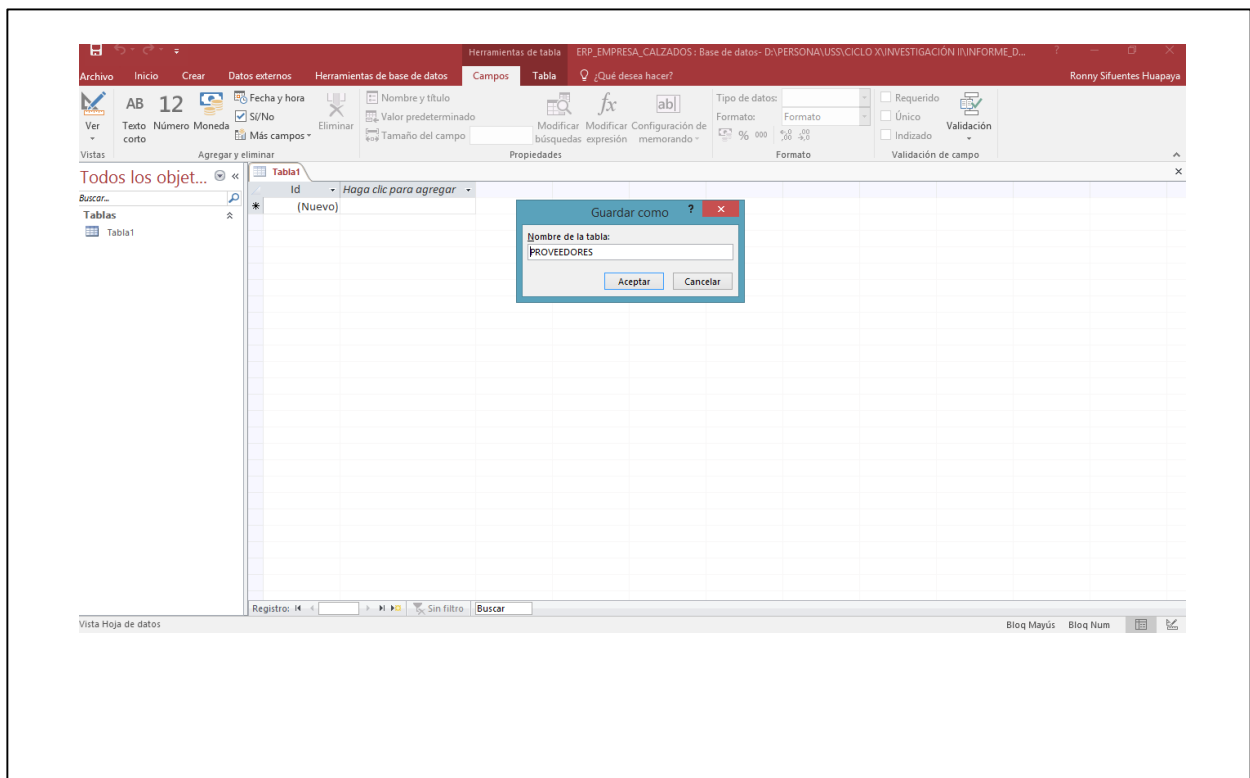 Herramientas de tabla ERP_EMPRESA_CALZADOS : Base de datos- D:\PERSONA\USS\CICLO X\INVESTIGACIÓN II\INFORME_D... ?
Archivo Inicio Crear Datos externos Herramientas de base de datos Campos Tabla ¿Qué desea hacer? Ronny Sifuentes Huapaya
Ver
AB Texto corto
12 Número
Moneda
Fecha y hora
Sí/No
Más campos
Eliminar
Nombre y título
Valor predeterminado
Tamaño del campo
Modificar búsquedas
fx Modificar expresión
ab Configuración de memorando
Tipo de datos:
Formato: Formato
% 000
Requerido
Único
Indizado
Validación
Vistas Agregar y eliminar Propiedades Formato Validación de campo
Todos los objet... «
Buscar...
Tablas
Tabla1
Tabla1
Id Haga clic para agregar
* (Nuevo)
Guardar como ?
Nombre de la tabla:
PROVEEDORES
Aceptar Cancelar
Registro: Sin filtro Buscar
Vista Hoja de datos Bloq Mayús Bloq Num